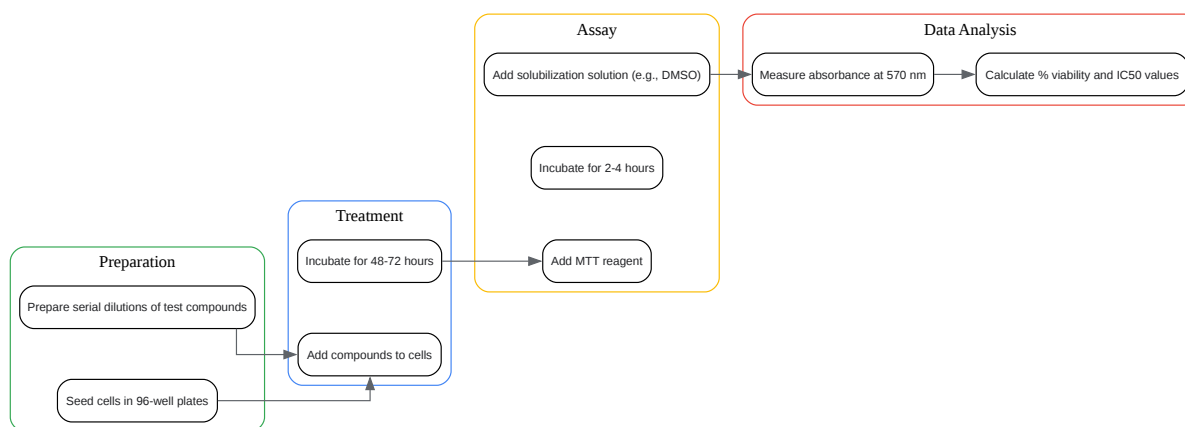 Preparation
Prepare serial dilutions of test compounds
Seed cells in 96-well plates
Treatment
Incubate for 48-72 hours
Add compounds to cells
Assay
Add solubilization solution (e.g., DMSO)
Incubate for 2-4 hours
Add MTT reagent
Data Analysis
Measure absorbance at 570 nm
Calculate % viability and IC50 values